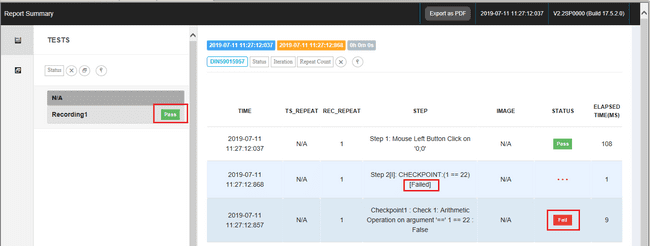 Report Summary
Export as PDF
2019-07-11 11:27:12:037
V2.2SP0000 (Build 17.5.2.0)
TESTS
Status
N/A
Recording1 Pass
2019-07-11 11:27:12:037 2019-07-11 11:27:12:868 0h 0m 0s
DIN59913857 Status Iteration Repeat Count
TIME TS_REPEAT REC_REPEAT STEP IMAGE STATUS ELAPSED
TIME(MS)
2019-07-11
11:27:12:037
N/A 1 Step 1: Mouse Left Button Click on
'0,0'
N/A Pass 108
2019-07-11
11:27:12:868
N/A 1 Step 2[I]: CHECKPOINT:(1 == 22)
[Failed]
N/A - - - 1
2019-07-11
11:27:12:857
N/A 1 Checkpoint1 : Check 1: Arithmetic
Operation on argument '==' 1 == 22 :
False
N/A Fail 9